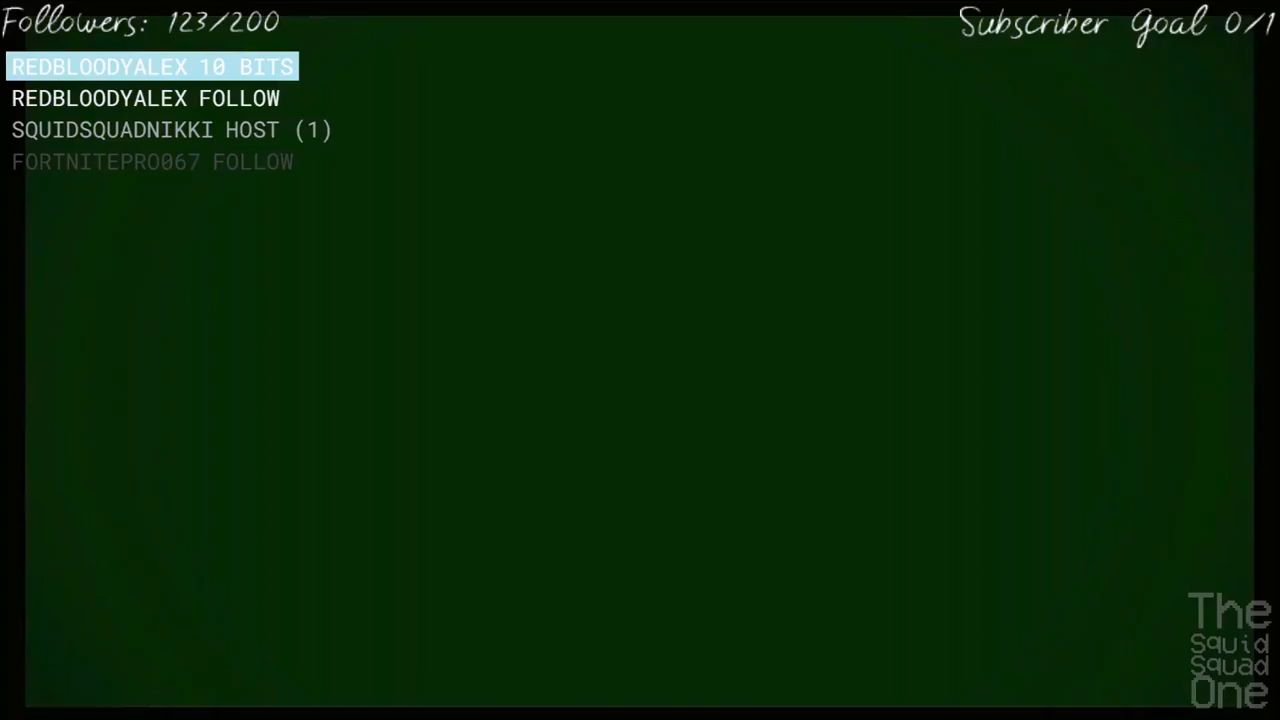 Followers: 123/200
Subscriber Goal 0/1
REDBLOODYALEX 10 BITS
REDBLOODYALEX FOLLOW
SQUIDSQUADNIKKI HOST (1)
FORTNITEPRO067 FOLLOW
The
Squid
Squad
One